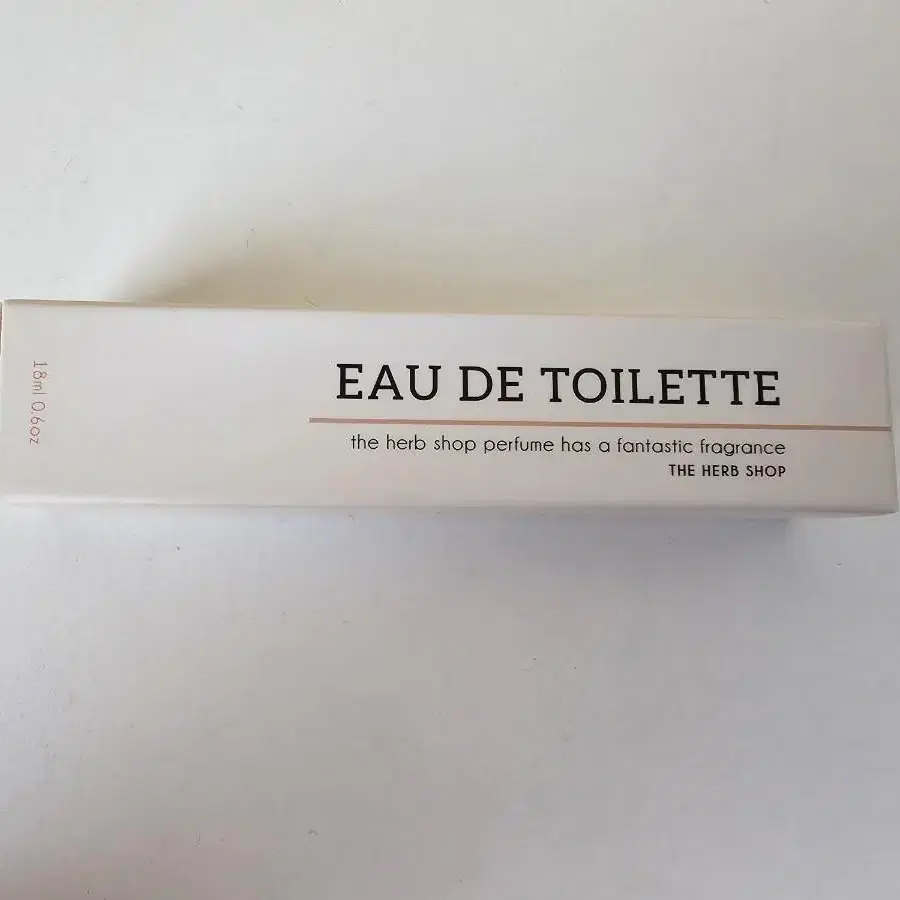 18ml 0.6oz
EAU DE TOILETTE
the herb shop perfume has a fantastic fragrance
THE HERB SHOP